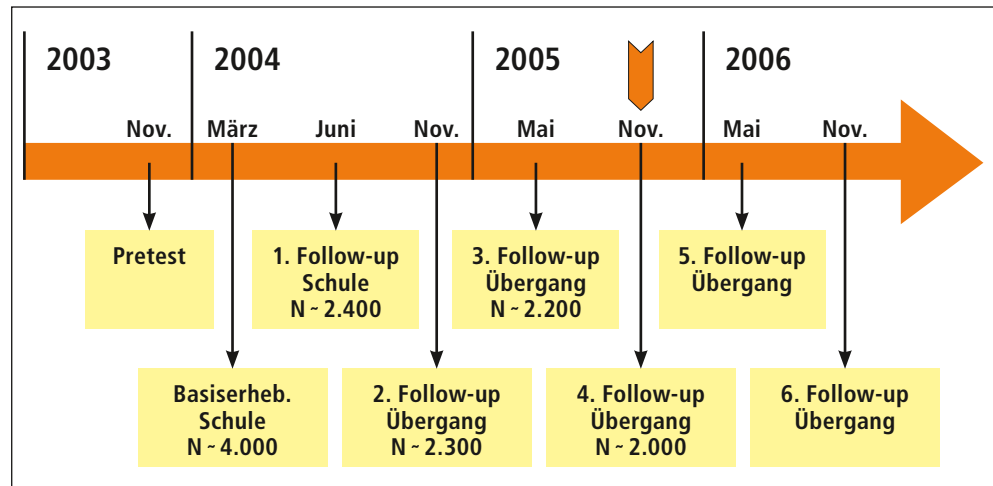 2003
2004
2005
2006
Nov.
März
Juni
Nov.
Mai
Nov.
Mai
Nov.
Pretest
1. Follow-up
Schule
N ~ 2.400
3. Follow-up
Übergang
N ~ 2.200
5. Follow-up
Übergang
Basiserheb.
Schule
N ~ 4.000
2. Follow-up
Übergang
N ~ 2.300
4. Follow-up
Übergang
N ~ 2.000
6. Follow-up
Übergang